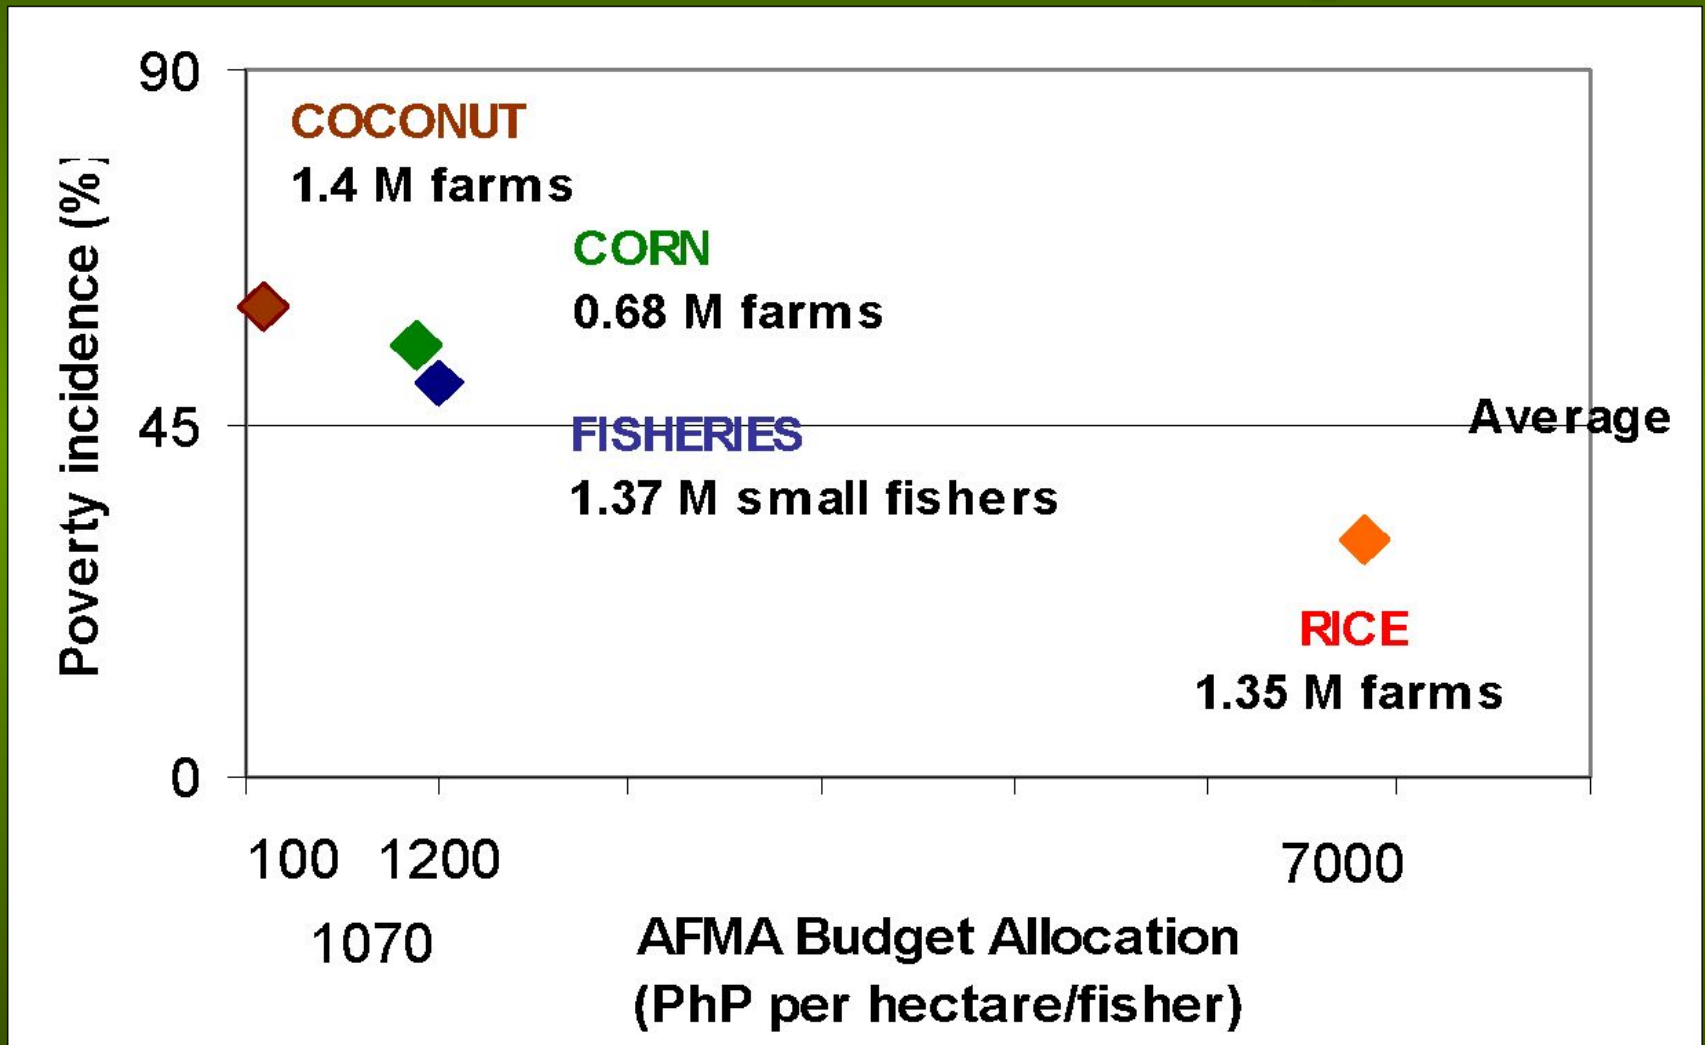 90
COCONUT
1.4 M farms
CORN
0.68 M farms
Poverty incidence (%)
45
Average
FISHERIES
1.37 M small fishers
RICE
1.35 M farms
0
100 1200 7000
1070
AFMA Budget Allocation
(PhP per hectare/fisher)